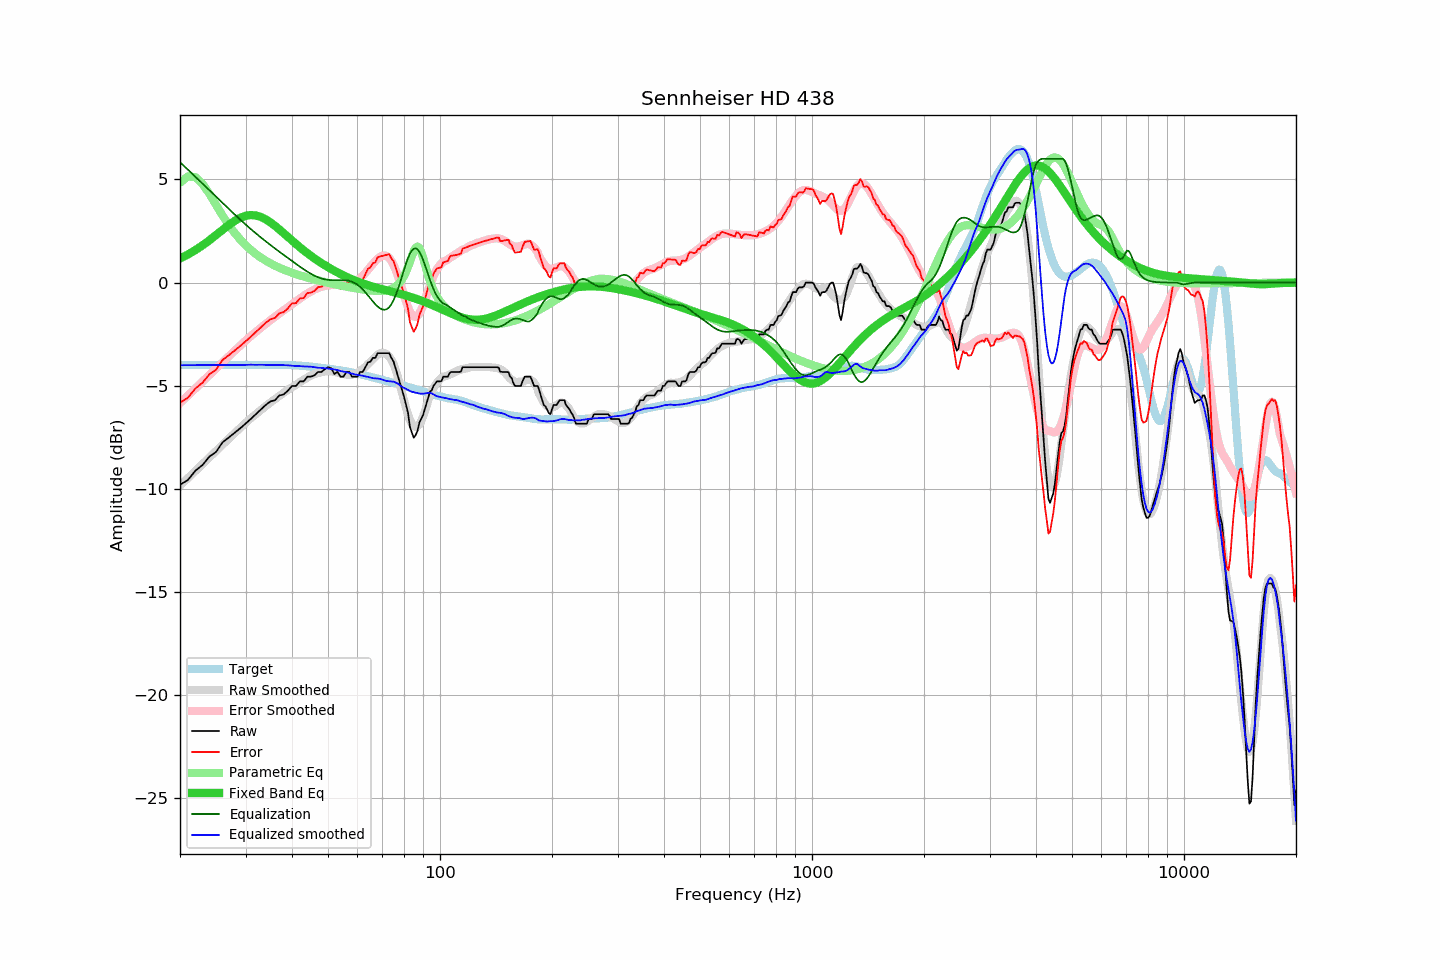 Sennheiser HD 438
Amplitude (dBr)
5
0
−5
−10
−15
−20
−25
Target
Raw Smoothed
Error Smoothed
Raw
Error
Parametric Eq
Fixed Band Eq
Equalization
Equalized smoothed
100
1000
10000
Frequency (Hz)